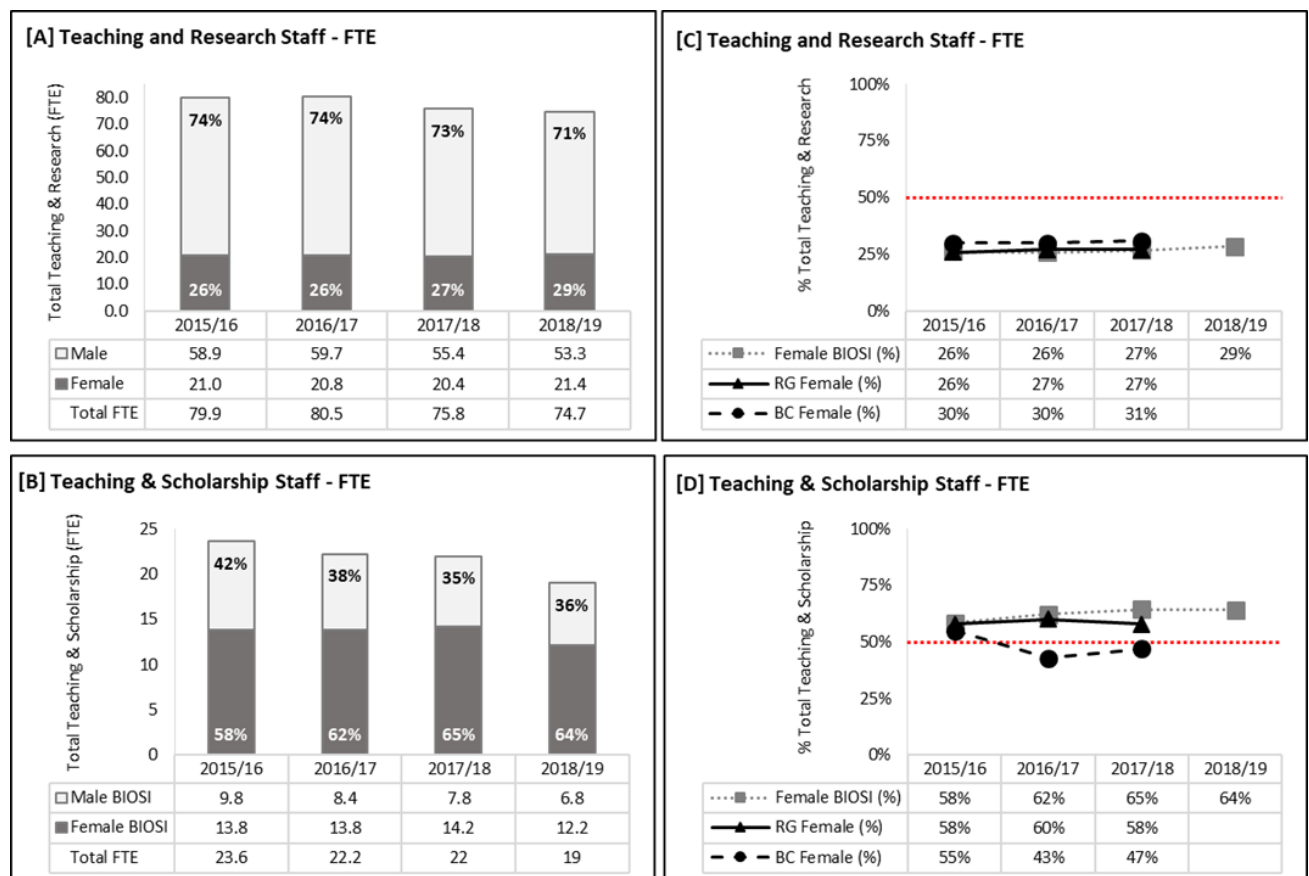 [A] Teaching and Research Staff - FTE
Total Teaching & Research (FTE)
80.0
70.0
60.0
50.0
40.0
30.0
20.0
10.0
0.0
74% 74% 73% 71%
26% 26% 27% 29%
2015/16 2016/17 2017/18 2018/19
Male 58.9 59.7 55.4 53.3
Female 21.0 20.8 20.4 21.4
Total FTE 79.9 80.5 75.8 74.7
[C] Teaching and Research Staff - FTE
% Total Teaching & Research
100%
75%
50%
25%
0%
2015/16 2016/17 2017/18 2018/19
Female BIOSI (%) 26% 26% 27% 29%
RG Female (%) 26% 27% 27%
BC Female (%) 30% 30% 31%
[B] Teaching & Scholarship Staff - FTE
Total Teaching & Scholarship (FTE)
25
20
15
10
5
0
42% 38% 35% 36%
58% 62% 65% 64%
2015/16 2016/17 2017/18 2018/19
Male BIOSI 9.8 8.4 7.8 6.8
Female BIOSI 13.8 13.8 14.2 12.2
Total FTE 23.6 22.2 22 19
[D] Teaching & Scholarship Staff - FTE
% Total Teaching & Scholarship
100%
75%
50%
25%
0%
2015/16 2016/17 2017/18 2018/19
Female BIOSI (%) 58% 62% 65% 64%
RG Female (%) 58% 60% 58%
BC Female (%) 55% 43% 47%